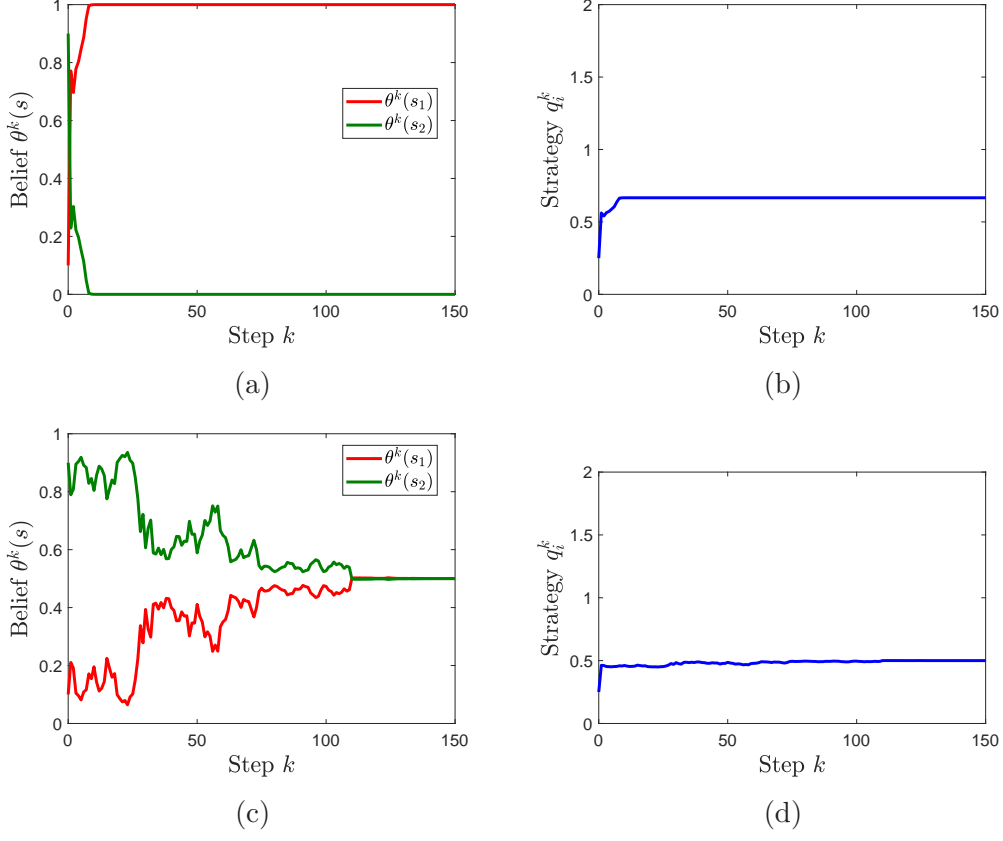 1
0.8
0.6
0.4
0.2
0
Belief θ^k(s)
θ^k(s_1)
θ^k(s_2)
0
50
100
150
Step k
(a)
2
1.5
1
0.5
0
Strategy q_i^k
0
50
100
150
Step k
(b)
1
0.8
0.6
0.4
0.2
0
Belief θ^k(s)
θ^k(s_1)
θ^k(s_2)
0
50
100
150
Step k
(c)
2
1.5
1
0.5
0
Strategy q_i^k
0
50
100
150
Step k
(d)